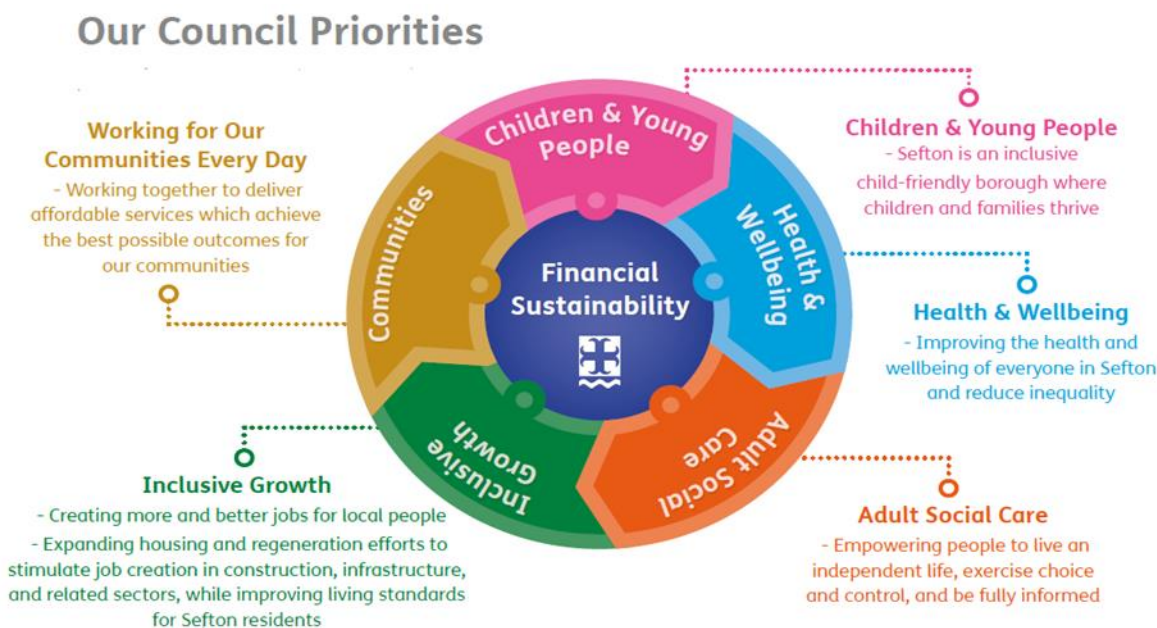 Our Council Priorities
Working for Our
Communities Every Day
- Working together to deliver
affordable services which achieve
the best possible outcomes for
our communities
Children & Young
People
Health &
Wellbeing
Adult Social
Care
Inclusive
Growth
Communities
Financial
Sustainability
Children & Young People
- Sefton is an inclusive
child-friendly borough where
children and families thrive
Health & Wellbeing
- Improving the health and
wellbeing of everyone in Sefton
and reduce inequality
Inclusive Growth
- Creating more and better jobs for local people
- Expanding housing and regeneration efforts to
stimulate job creation in construction, infrastructure,
and related sectors, while improving living standards
for Sefton residents
Adult Social Care
- Empowering people to live an
independent life, exercise choice
and control, and be fully informed